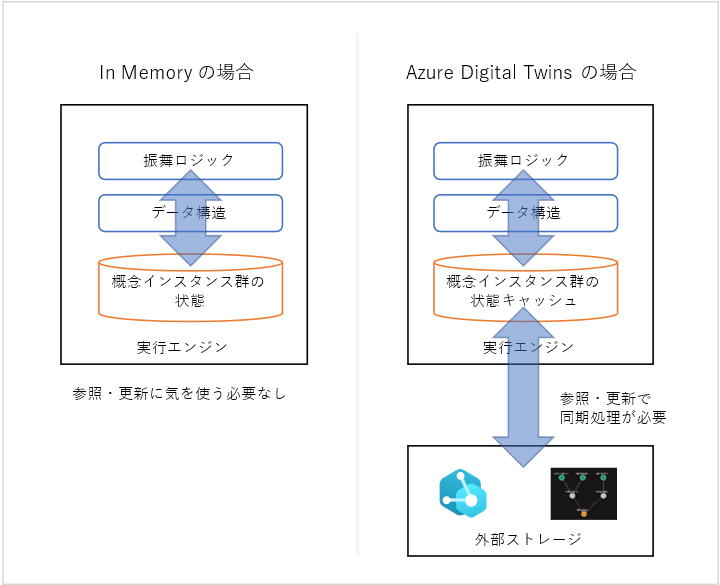 In Memory の場合
振舞ロジック
データ構造
概念インスタンス群の
状態
実行エンジン
参照・更新に気を使う必要なし
Azure Digital Twins の場合
振舞ロジック
データ構造
概念インスタンス群の
状態キャッシュ
実行エンジン
参照・更新で
同期処理が必要
外部ストレージ